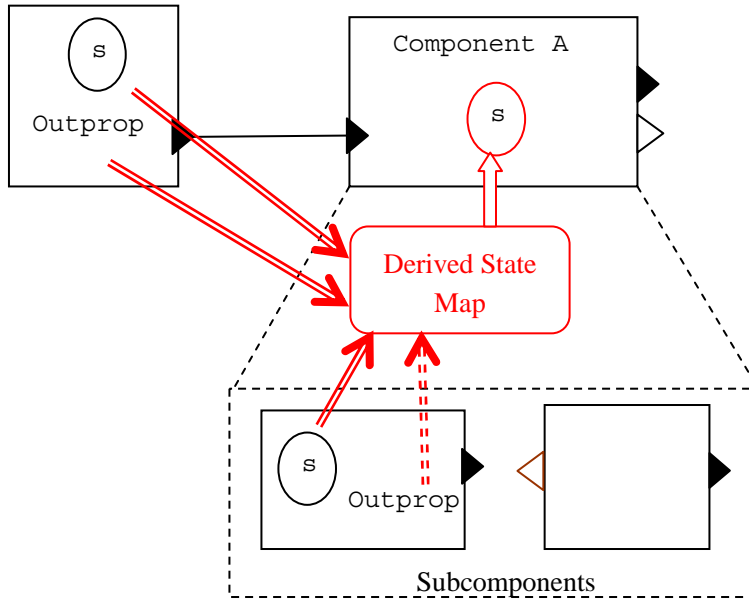 s
Outprop
Component A
s
Derived State
Map
s
Outprop
Subcomponents